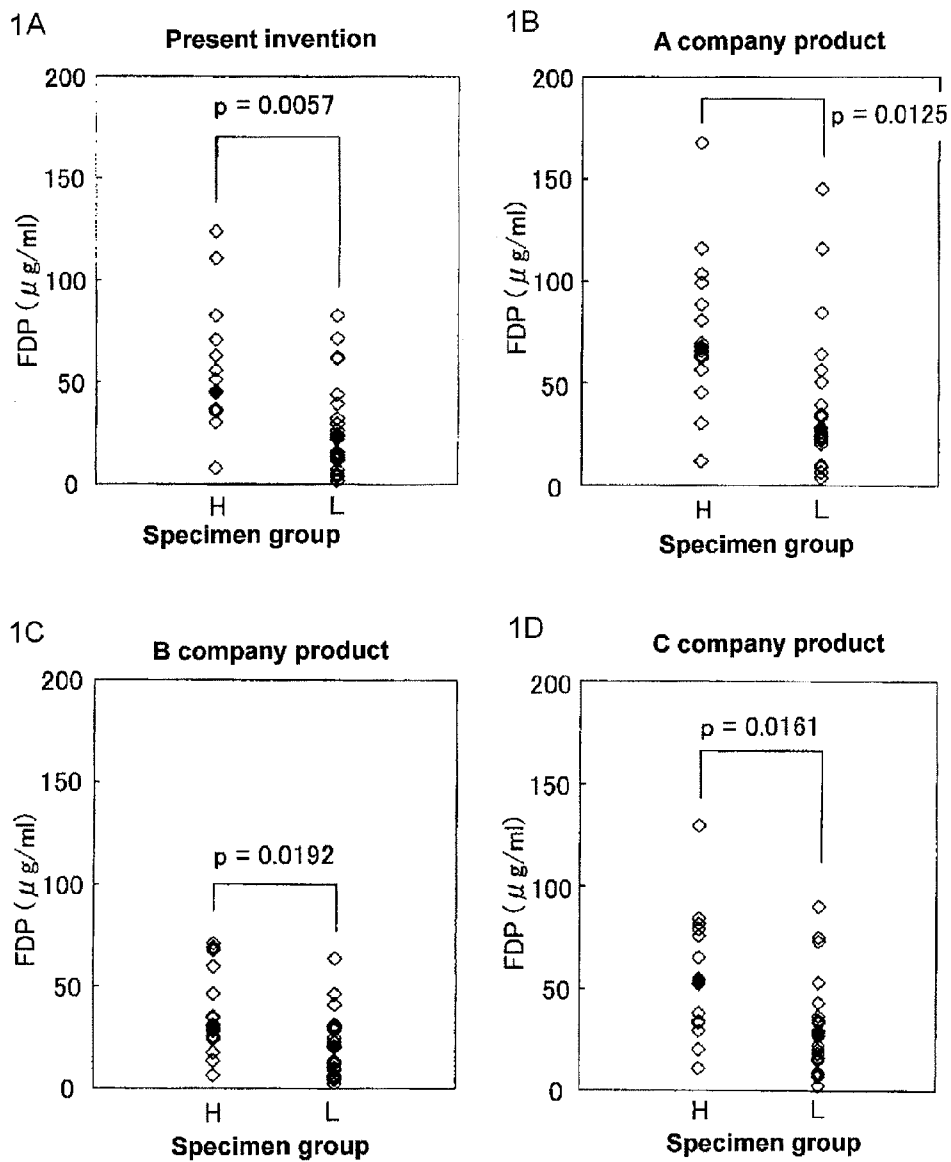 1A
Present invention
200
150
100
50
0
FDP (μg/ml)
p = 0.0057
H
L
Specimen group
1B
A company product
200
150
100
50
0
FDP (μg/ml)
p = 0.0125
H
L
Specimen group
1C
B company product
200
150
100
50
0
FDP (μg/ml)
p = 0.0192
H
L
Specimen group
1D
C company product
200
150
100
50
0
FDP (μg/ml)
p = 0.0161
H
L
Specimen group